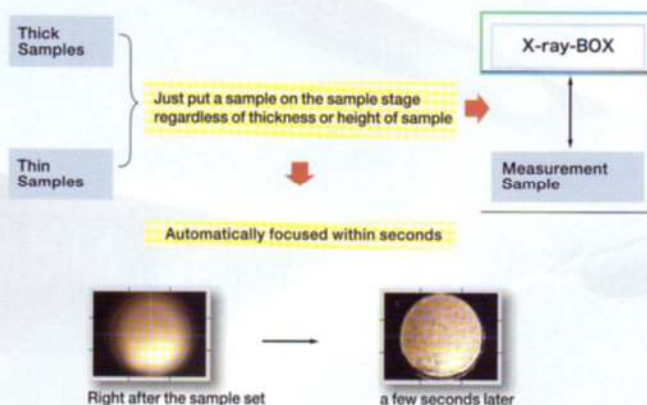 Thick
Samples
X-ray-BOX
Just put a sample on the sample stage
regardless of thickness or height of sample
Thin
Samples
Measurement
Sample
Automatically focused within seconds
Right after the sample set
a few seconds later